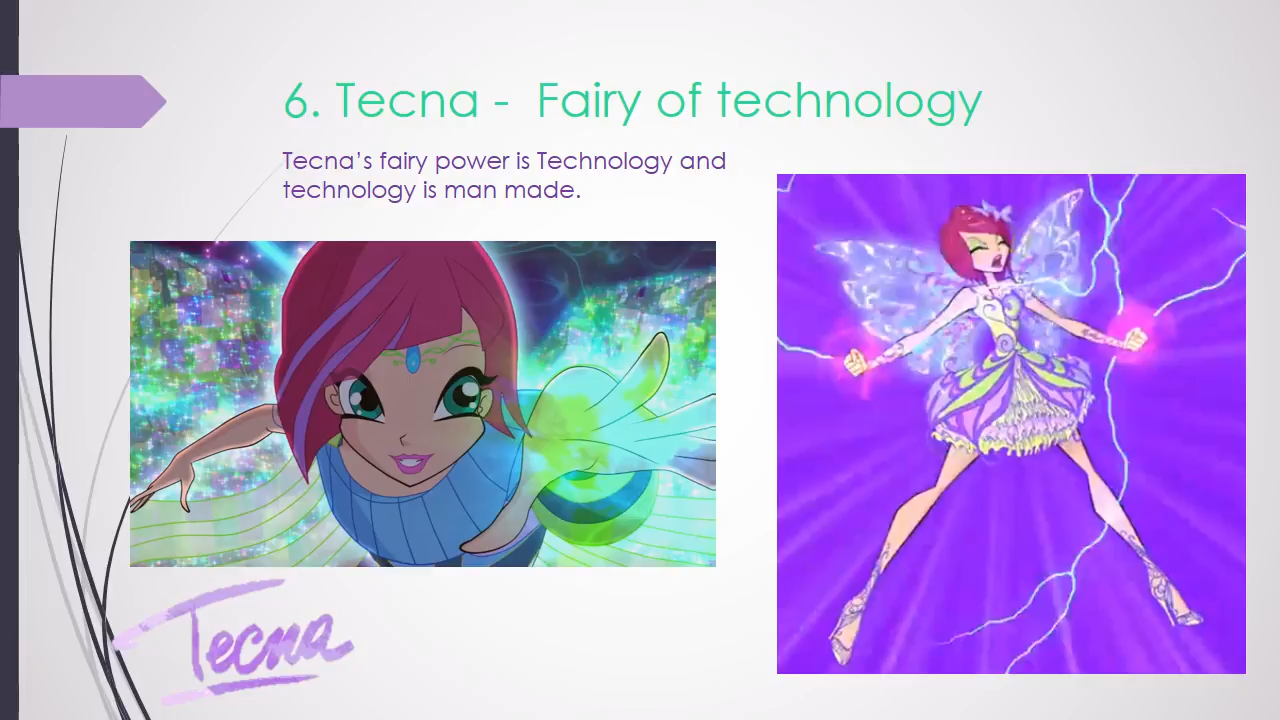 6. Tecna -  Fairy of technology
Tecna’s fairy power is Technology and
technology is man made.
Tecna